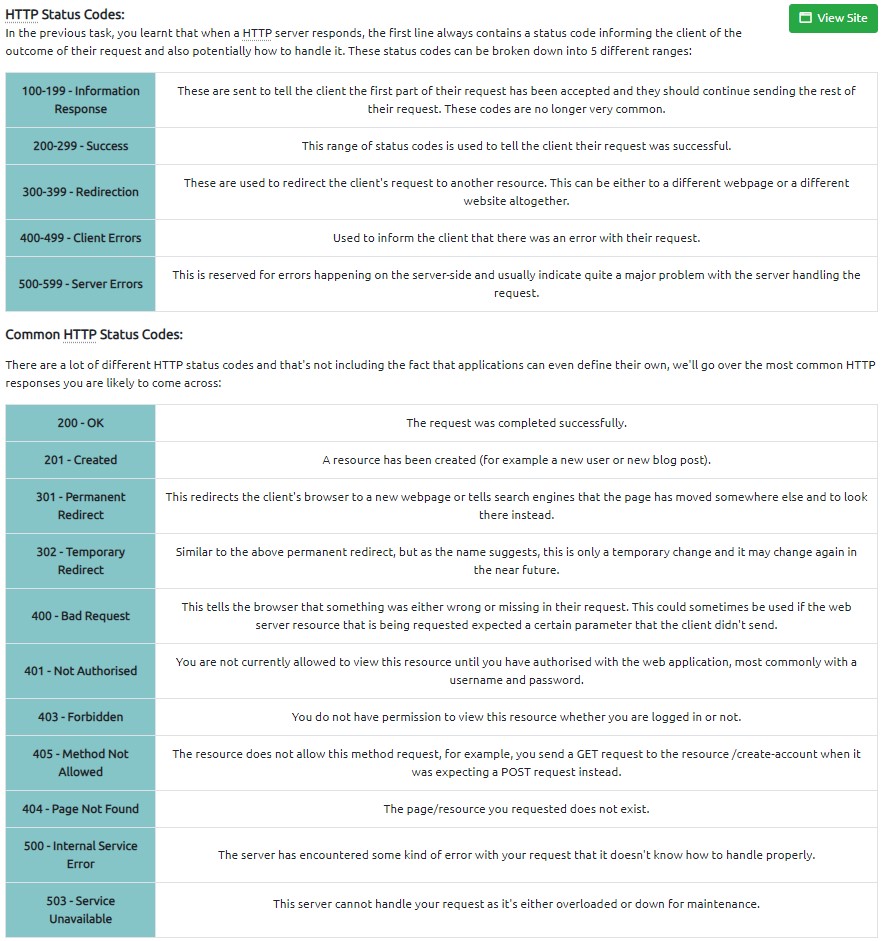 HTTP Status Codes:
View Site
In the previous task, you learnt that when a HTTP server responds, the first line always contains a status code informing the client of the
outcome of their request and also potentially how to handle it. These status codes can be broken down into 5 different ranges:
100-199 - Information
Response
These are sent to tell the client the first part of their request has been accepted and they should continue sending the rest of
their request. These codes are no longer very common.
200-299 - Success
This range of status codes is used to tell the client their request was successful.
300-399 - Redirection
These are used to redirect the client's request to another resource. This can be either to a different webpage or a different
website altogether.
400-499 - Client Errors
Used to inform the client that there was an error with their request.
500-599 - Server Errors
This is reserved for errors happening on the server-side and usually indicate quite a major problem with the server handling the
request.
Common HTTP Status Codes:
There are a lot of different HTTP status codes and that's not including the fact that applications can even define their own, we'll go over the most common HTTP
responses you are likely to come across:
200 - OK
The request was completed successfully.
201 - Created
A resource has been created (for example a new user or new blog post).
301 - Permanent
Redirect
This redirects the client's browser to a new webpage or tells search engines that the page has moved somewhere else and to look
there instead.
302 - Temporary
Redirect
Similar to the above permanent redirect, but as the name suggests, this is only a temporary change and it may change again in
the near future.
400 - Bad Request
This tells the browser that something was either wrong or missing in their request. This could sometimes be used if the web
server resource that is being requested expected a certain parameter that the client didn't send.
401 - Not Authorised
You are not currently allowed to view this resource until you have authorised with the web application, most commonly with a
username and password.
403 - Forbidden
You do not have permission to view this resource whether you are logged in or not.
405 - Method Not
Allowed
The resource does not allow this method request, for example, you send a GET request to the resource /create-account when it
was expecting a POST request instead.
404 - Page Not Found
The page/resource you requested does not exist.
500 - Internal Service
Error
The server has encountered some kind of error with your request that it doesn't know how to handle properly.
503 - Service
Unavailable
This server cannot handle your request as it's either overloaded or down for maintenance.